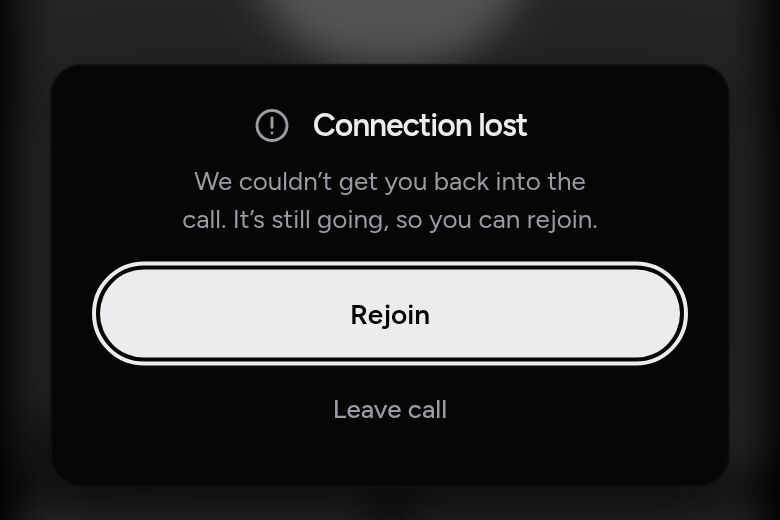 Connection lost
We couldn’t get you back into the
call. It’s still going, so you can rejoin.
Rejoin
Leave call